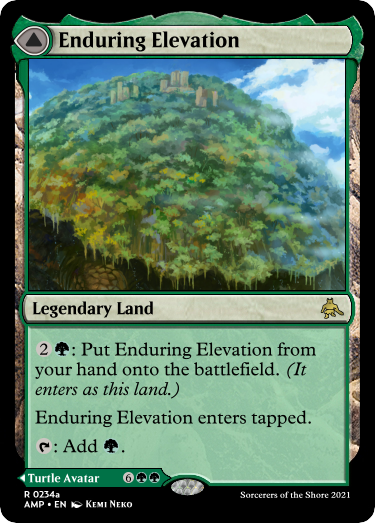 Enduring Elevation
Legendary Land
2 : Put Enduring Elevation from
your hand onto the battlefield. (It
enters as this land.)
Enduring Elevation enters tapped.
: Add .
Turtle Avatar 6
R 0234a
AMP • EN Kemi Neko
Sorcerers of the Shore 2021